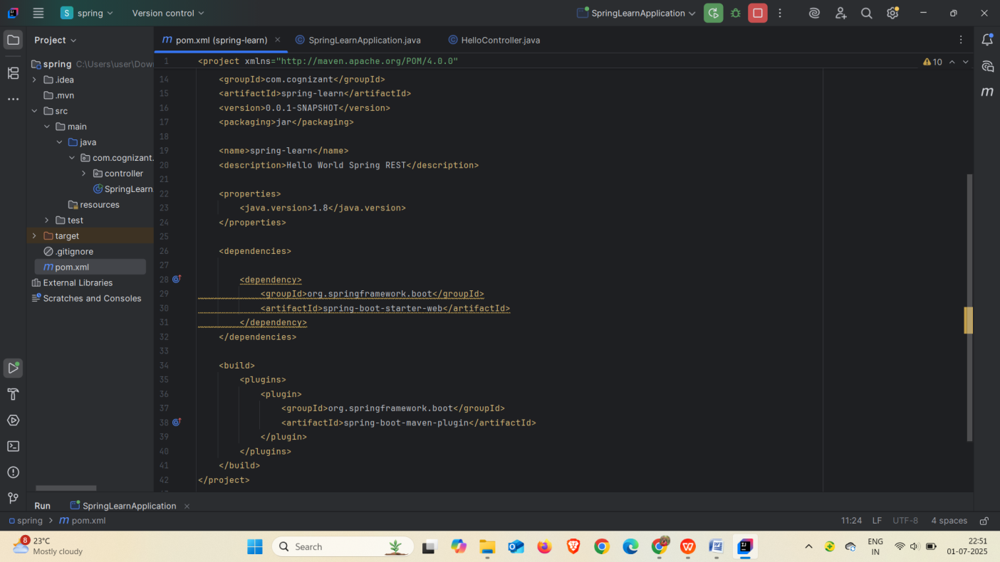 S spring Version control SpringLearnApplication
Project
pom.xml (spring-learn) SpringLearnApplication.java HelloController.java
spring C:\Users\user\Dow
.idea
.mvn
src
main
java
com.cognizant.
controller
SpringLearn
resources
test
target
.gitignore
m pom.xml
External Libraries
Scratches and Consoles
1 <project xmlns="http://maven.apache.org/POM/4.0.0"
10
14 <groupId>com.cognizant</groupId>
15 <artifactId>spring-learn</artifactId>
16 <version>0.0.1-SNAPSHOT</version>
17 <packaging>jar</packaging>
18
19 <name>spring-learn</name>
20 <description>Hello World Spring REST</description>
21
22 <properties>
23 <java.version>1.8</java.version>
24 </properties>
25
26 <dependencies>
27
28 <dependency>
29 <groupId>org.springframework.boot</groupId>
30 <artifactId>spring-boot-starter-web</artifactId>
31 </dependency>
32 </dependencies>
33
34 <build>
35 <plugins>
36 <plugin>
37 <groupId>org.springframework.boot</groupId>
38 <artifactId>spring-boot-maven-plugin</artifactId>
39 </plugin>
40 </plugins>
41 </build>
42 </project>
Run SpringLearnApplication
spring > m pom.xml 11:24 LF UTF-8 4 spaces
8 23°C
Mostly cloudy
Search
ENG
IN
22:51
01-07-2025